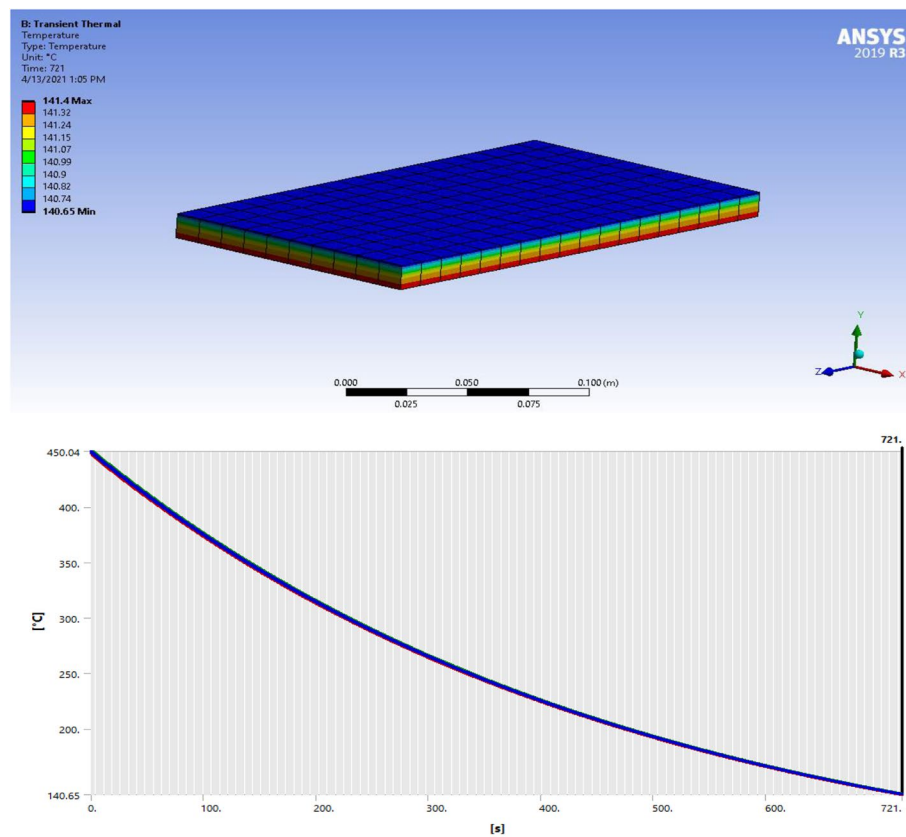 B: Transient Thermal
Temperature
Type: Temperature
Unit: °C
Time: 721
4/13/2021 1:05 PM
ANSYS
2019 R3
141.4 Max
141.32
141.24
141.15
141.07
140.99
140.9
140.82
140.74
140.65 Min
Y
Z
X
0.000 0.050 0.100 (m)
0.025 0.075
721.
450.04
400.
350.
300.
250.
200.
140.65
[°C]
0. 100. 200. 300. 400. 500. 600. 721.
[s]